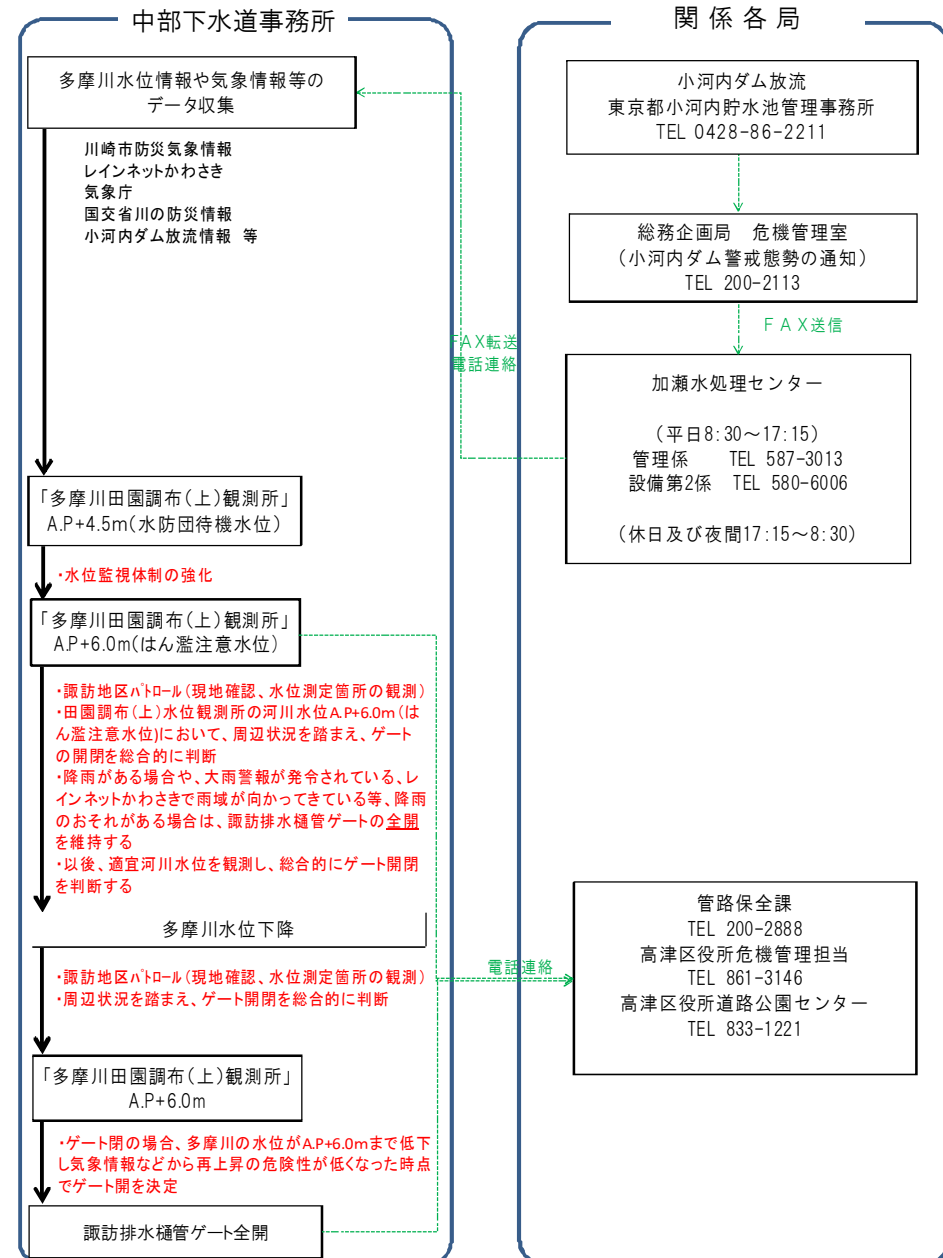 中部下水道事務所
多摩川水位情報や気象情報等の
データ収集
川崎市防災気象情報
レインネットかわさき
気象庁
国交省川の防災情報
小河内ダム放流情報 等
「多摩川田園調布(上)観測所」
A.P+4.5m(水防団待機水位)
・水位監視体制の強化
「多摩川田園調布(上)観測所」
A.P+6.0m(はん濫注意水位)
・諏訪地区パトロール(現地確認、水位測定箇所の観測)
・田園調布(上)水位観測所の河川水位A.P+6.0m(は
ん濫注意水位)において、周辺状況を踏まえ、ゲート
の開閉を総合的に判断
・降雨がある場合や、大雨警報が発令されている、レ
インネットかわさきで雨域が向かってきている等、降雨
のおそれがある場合は、諏訪排水樋管ゲートの全開
を維持する
・以後、適宜河川水位を観測し、総合的にゲート開閉
を判断する
多摩川水位下降
・諏訪地区パトロール(現地確認、水位測定箇所の観測)
・周辺状況を踏まえ、ゲート開閉を総合的に判断
「多摩川田園調布(上)観測所」
A.P+6.0m
・ゲート閉の場合、多摩川の水位がA.P+6.0mまで低下
し気象情報などから再上昇の危険性が低くなった時点
でゲート開を決定
諏訪排水樋管ゲート全開
FAX転送
電話連絡
電話連絡
関係各局
小河内ダム放流
東京都小河内貯水池管理事務所
TEL 0428-86-2211
総務企画局 危機管理室
(小河内ダム警戒態勢の通知)
TEL 200-2113
FAX送信
加瀬水処理センター
(平日8:30～17:15)
管理係 TEL 587-3013
設備第2係 TEL 580-6006
(休日及び夜間17:15～8:30)
管路保全課
TEL 200-2888
高津区役所危機管理担当
TEL 861-3146
高津区役所道路公園センター
TEL 833-1221